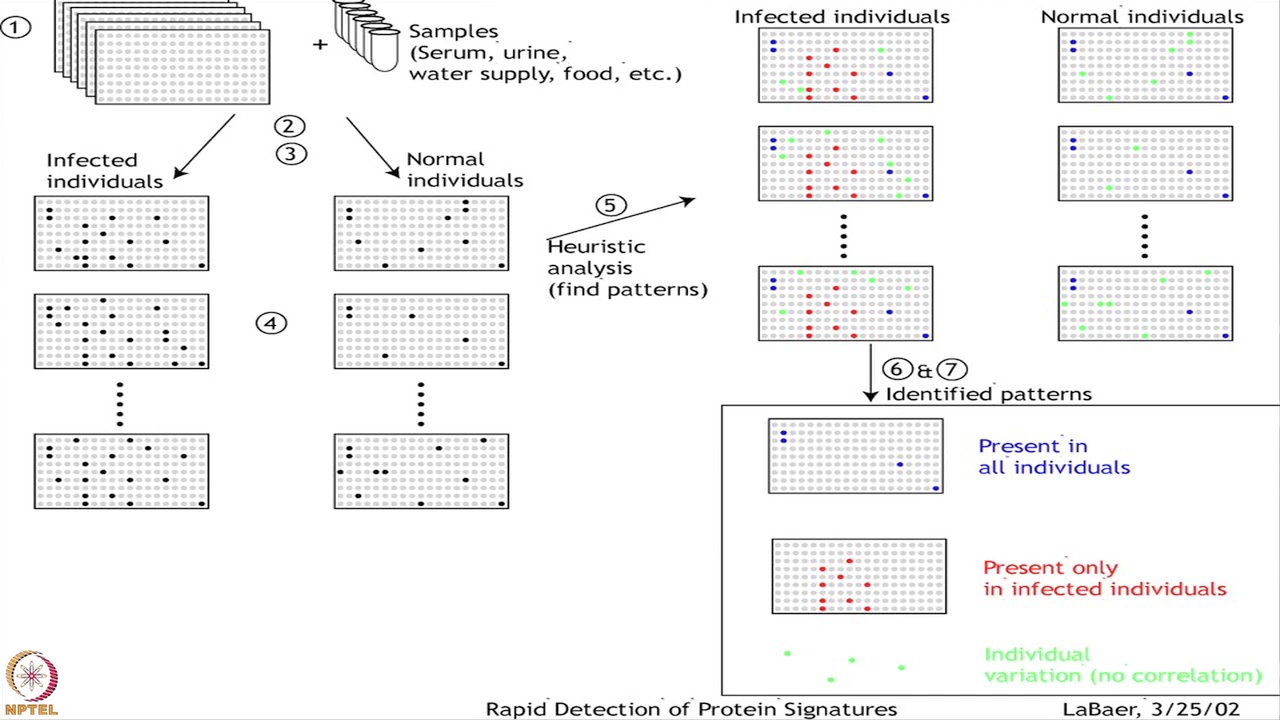 1
+
Samples
(Serum, urine,
water supply, food, etc.)
2
3
Infected
individuals
Normal
individuals
4
5
Heuristic
analysis
(find patterns)
Infected individuals
Normal individuals
6 & 7
Identified patterns
Present in
all individuals
Present only
in infected individuals
Individual
variation (no correlation)
NPTEL
Rapid Detection of Protein Signatures
LaBaer, 3/25/02